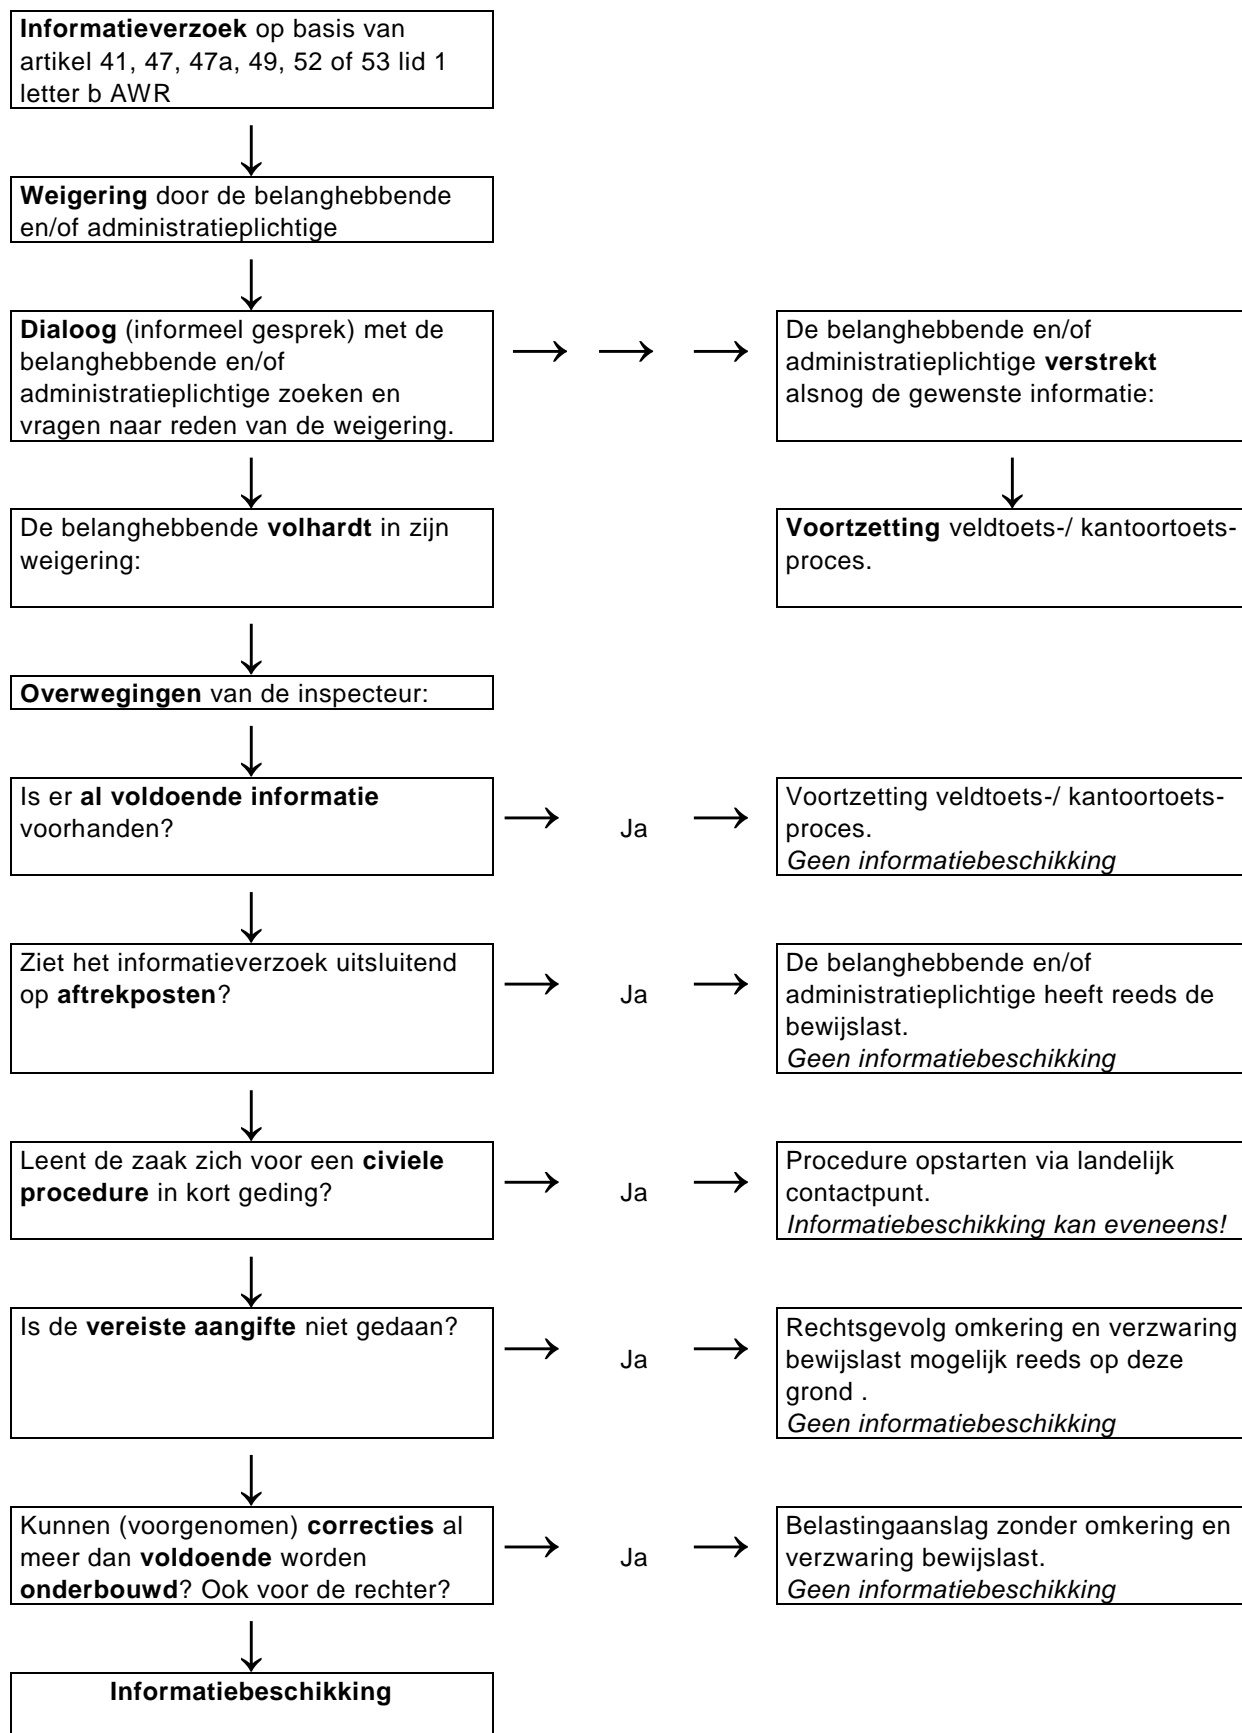 Informatieverzoek op basis van
artikel 41, 47, 47a, 49, 52 of 53 lid 1
letter b AWR
Weigering door de belanghebbende
en/of administratieplichtige
Dialoog (informeel gesprek) met de
belanghebbende en/of
administratieplichtige zoeken en
vragen naar reden van de weigering.
De belanghebbende en/of
administratieplichtige verstrekt
alsnog de gewenste informatie:
De belanghebbende volhardt in zijn
weigering:
Voortzetting veldtoets-/ kantoortoets-
proces.
Overwegingen van de inspecteur:
Is er al voldoende informatie
voorhanden?
Ja
Voortzetting veldtoets-/ kantoortoets-
proces.
Geen informatiebeschikking
Ziet het informatieverzoek uitsluitend
op aftrekposten?
Ja
De belanghebbende en/of
administratieplichtige heeft reeds de
bewijslast.
Geen informatiebeschikking
Leent de zaak zich voor een civiele
procedure in kort geding?
Ja
Procedure opstarten via landelijk
contactpunt.
Informatiebeschikking kan eveneens!
Is de vereiste aangifte niet gedaan?
Ja
Rechtsgevolg omkering en verzwaring
bewijslast mogelijk reeds op deze
grond .
Geen informatiebeschikking
Kunnen (voorgenomen) correcties al
meer dan voldoende worden
onderbouwd? Ook voor de rechter?
Ja
Belastingaanslag zonder omkering en
verzwaring bewijslast.
Geen informatiebeschikking
Informatiebeschikking